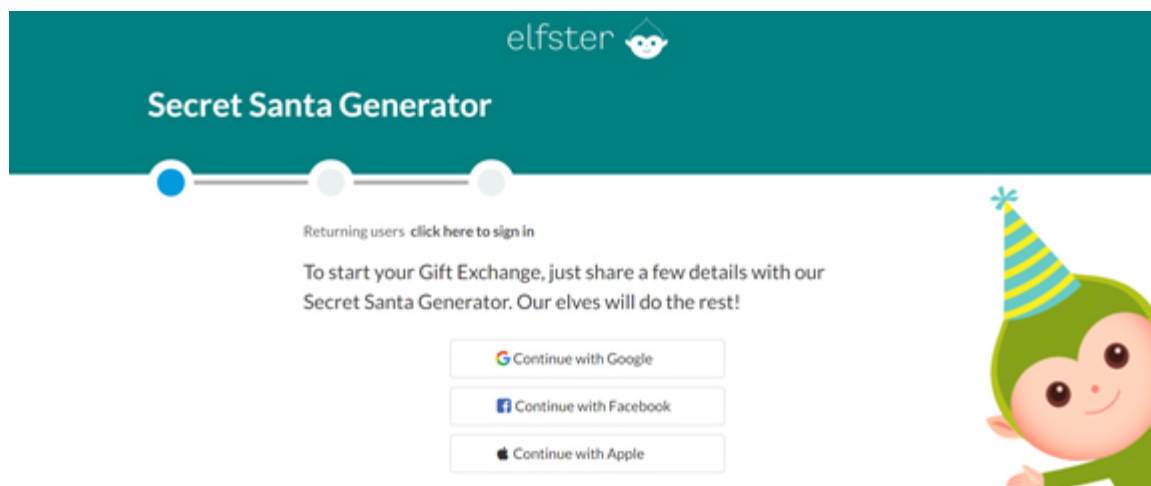 elfster
Secret Santa Generator
Returning users click here to sign in
To start your Gift Exchange, just share a few details with our
Secret Santa Generator. Our elves will do the rest!
Continue with Google
Continue with Facebook
Continue with Apple